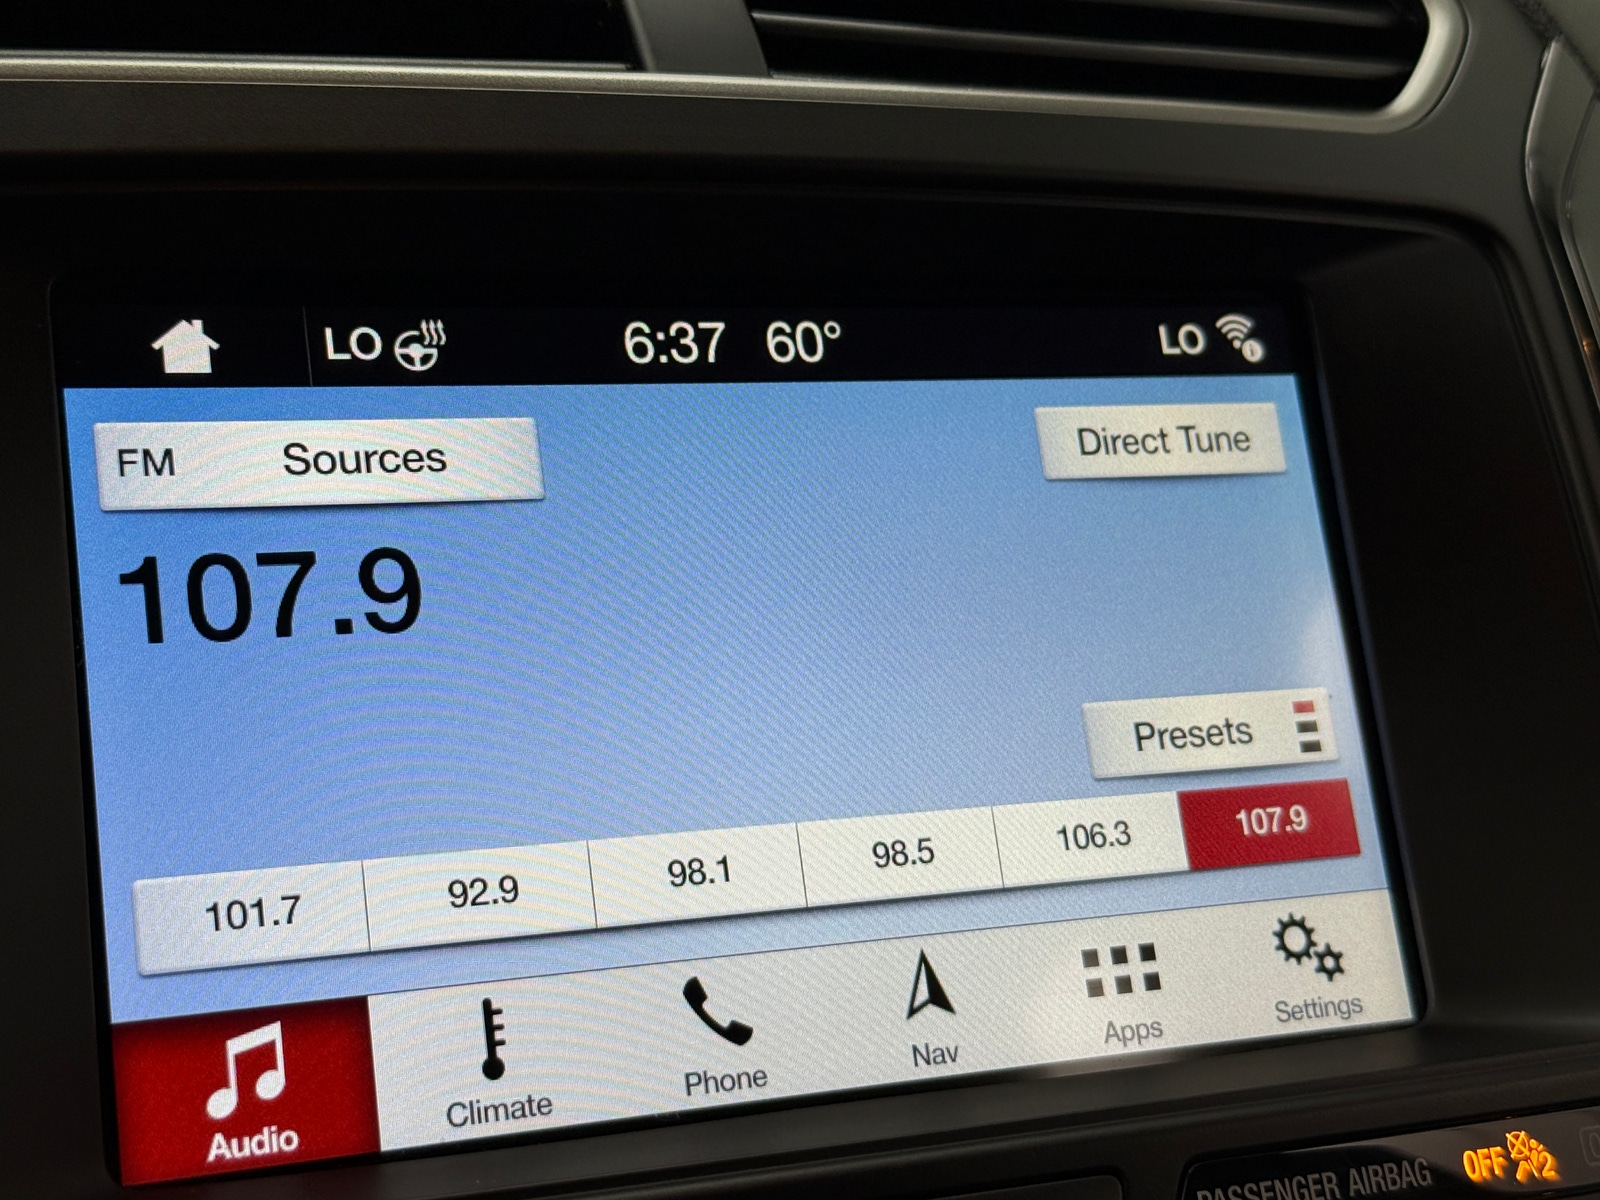 LO 6:37 60° LO
FM Sources
Direct Tune
107.9
Presets
101.7 92.9 98.1 98.5 106.3 107.9
Audio Climate Phone Nav Apps Settings
PASSENGER AIRBAG OFF 2